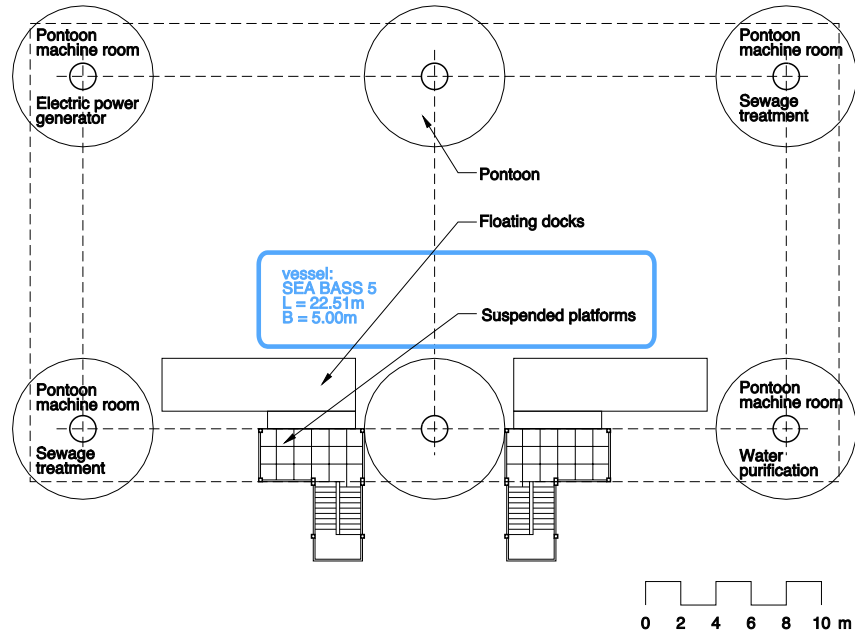 Pontoon
machine room
Electric power
generator
Pontoon
machine room
Sewage
treatment
Pontoon
Floating docks
vessel:
SEA BASS 5
L = 22.51m
B = 5.00m
Suspended platforms
Pontoon
machine room
Sewage
treatment
Pontoon
machine room
Water
purification
0 2 4 6 8 10 m